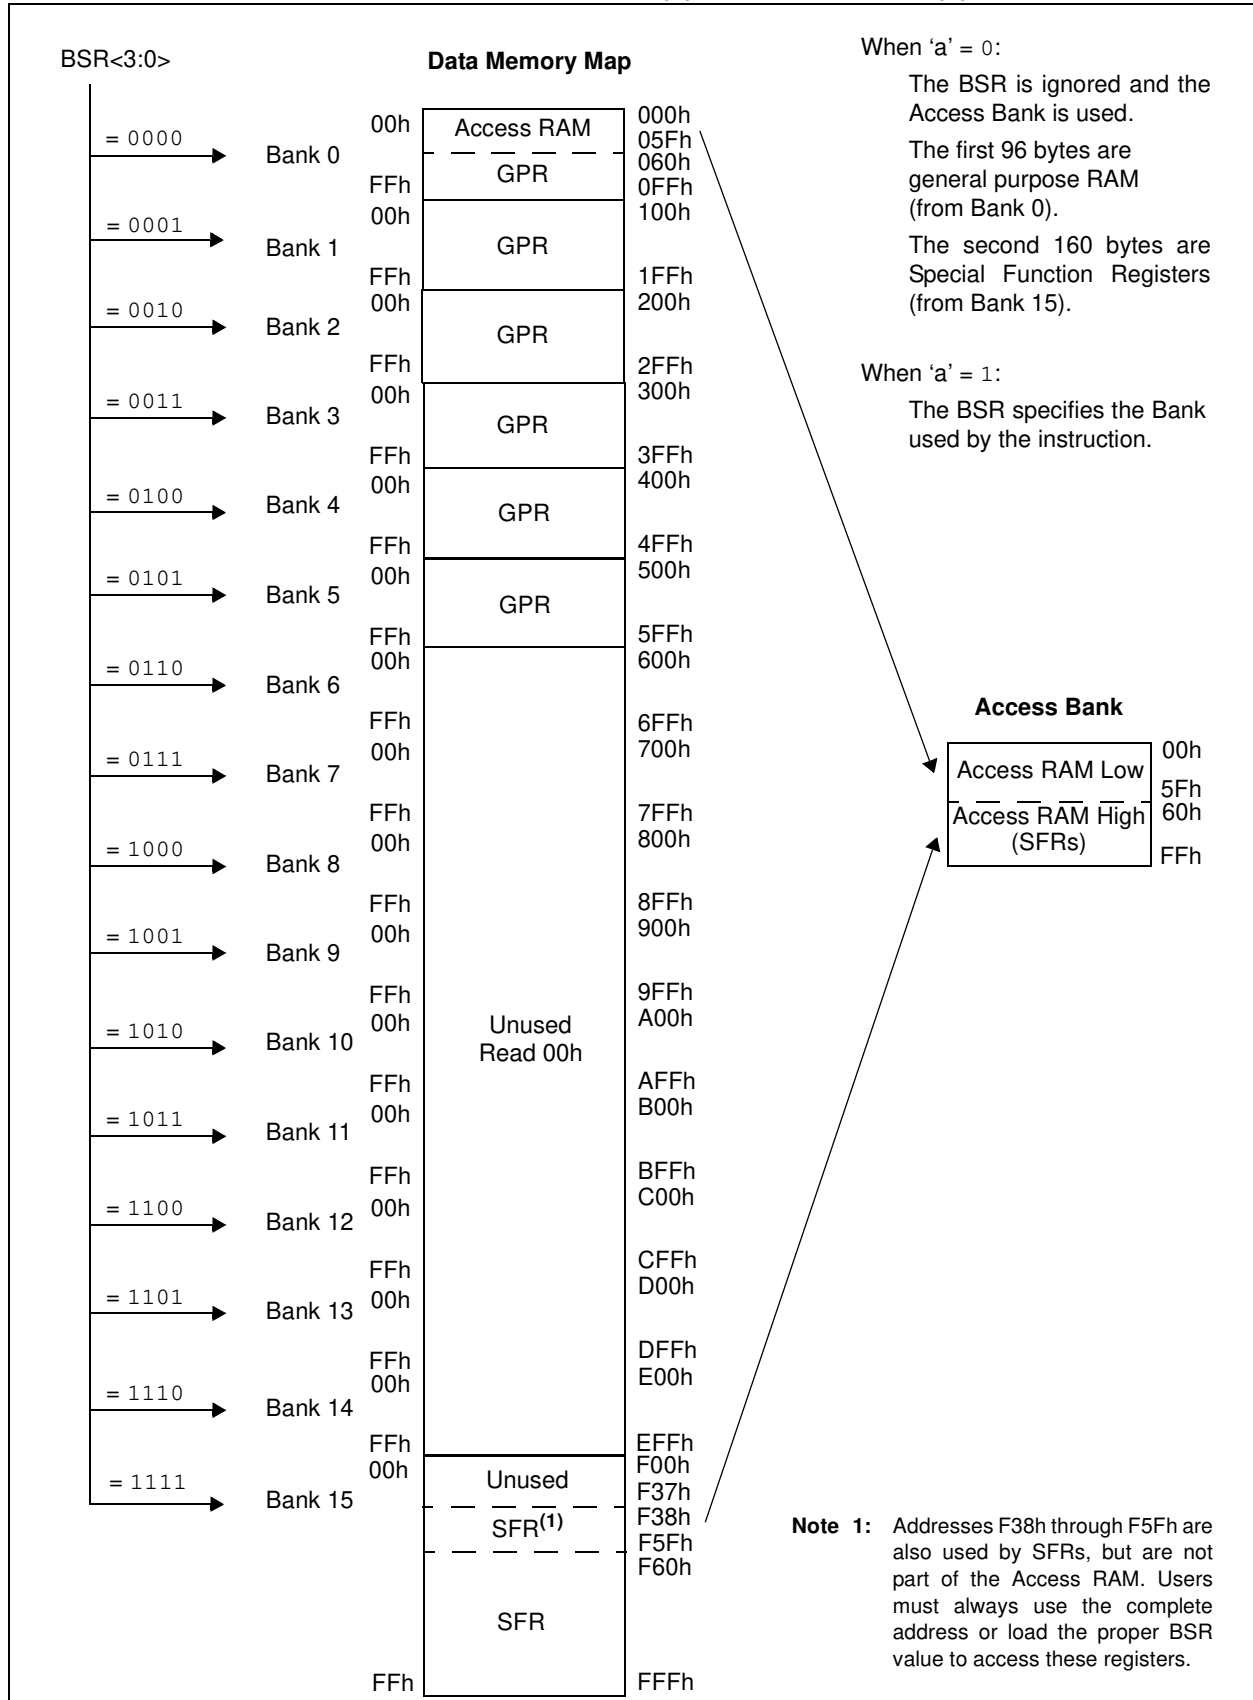 BSR<3:0>
Data Memory Map
When ‘a’ = 0:
The BSR is ignored and the
Access Bank is used.
The first 96 bytes are
general purpose RAM
(from Bank 0).
The second 160 bytes are
Special Function Registers
(from Bank 15).
When ‘a’ = 1:
The BSR specifies the Bank
used by the instruction.
= 0000
Bank 0
00h
Access RAM
000h
05Fh
060h
GPR
FFh
0FFh
= 0001
Bank 1
00h
100h
GPR
FFh
1FFh
= 0010
Bank 2
00h
200h
GPR
FFh
2FFh
= 0011
Bank 3
00h
300h
GPR
FFh
3FFh
= 0100
Bank 4
00h
400h
GPR
FFh
4FFh
= 0101
Bank 5
00h
500h
GPR
FFh
5FFh
= 0110
Bank 6
00h
600h
FFh
6FFh
= 0111
Bank 7
00h
700h
FFh
7FFh
= 1000
Bank 8
00h
800h
FFh
8FFh
= 1001
Bank 9
00h
900h
FFh
9FFh
= 1010
Bank 10
00h
A00h
Unused
Read 00h
FFh
AFFh
= 1011
Bank 11
00h
B00h
FFh
BFFh
= 1100
Bank 12
00h
C00h
FFh
CFFh
= 1101
Bank 13
00h
D00h
FFh
DFFh
= 1110
Bank 14
00h
E00h
FFh
EFFh
= 1111
Bank 15
00h
F00h
Unused
F37h
F38h
SFR(1)
F5Fh
F60h
SFR
FFh
FFFh
Access Bank
Access RAM Low
00h
5Fh
Access RAM High
(SFRs)
60h
FFh
Note 1: Addresses F38h through F5Fh are
also used by SFRs, but are not
part of the Access RAM. Users
must always use the complete
address or load the proper BSR
value to access these registers.